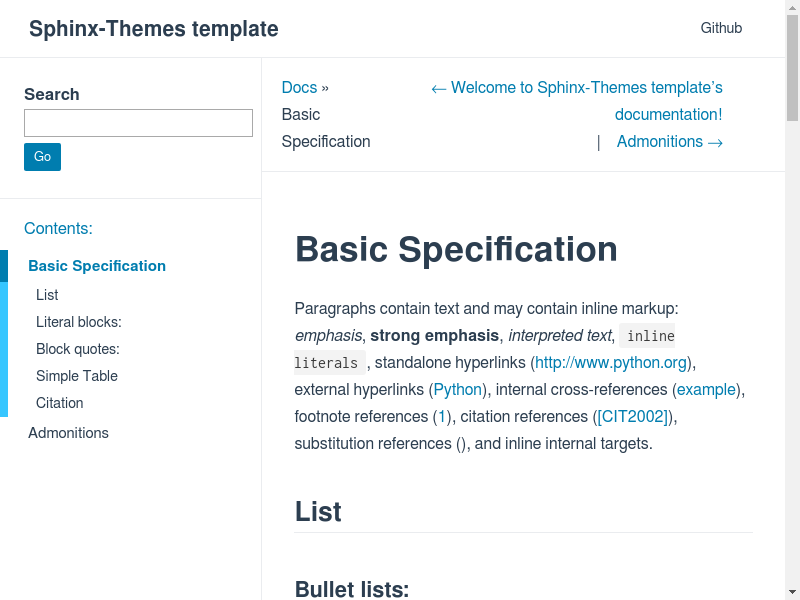 Sphinx-Themes template
Github
Search
Go
Contents:
Basic Specification
List
Literal blocks:
Block quotes:
Simple Table
Citation
Admonitions
Docs »
Basic
Specification
← Welcome to Sphinx-Themes template's
documentation!
| Admonitions →
Basic Specification
Paragraphs contain text and may contain inline markup:
emphasis, strong emphasis, interpreted text, inline
literals , standalone hyperlinks (http://www.python.org),
external hyperlinks (Python), internal cross-references (example),
footnote references (1), citation references ([CIT2002]),
substitution references (), and inline internal targets.
List
Bullet lists: